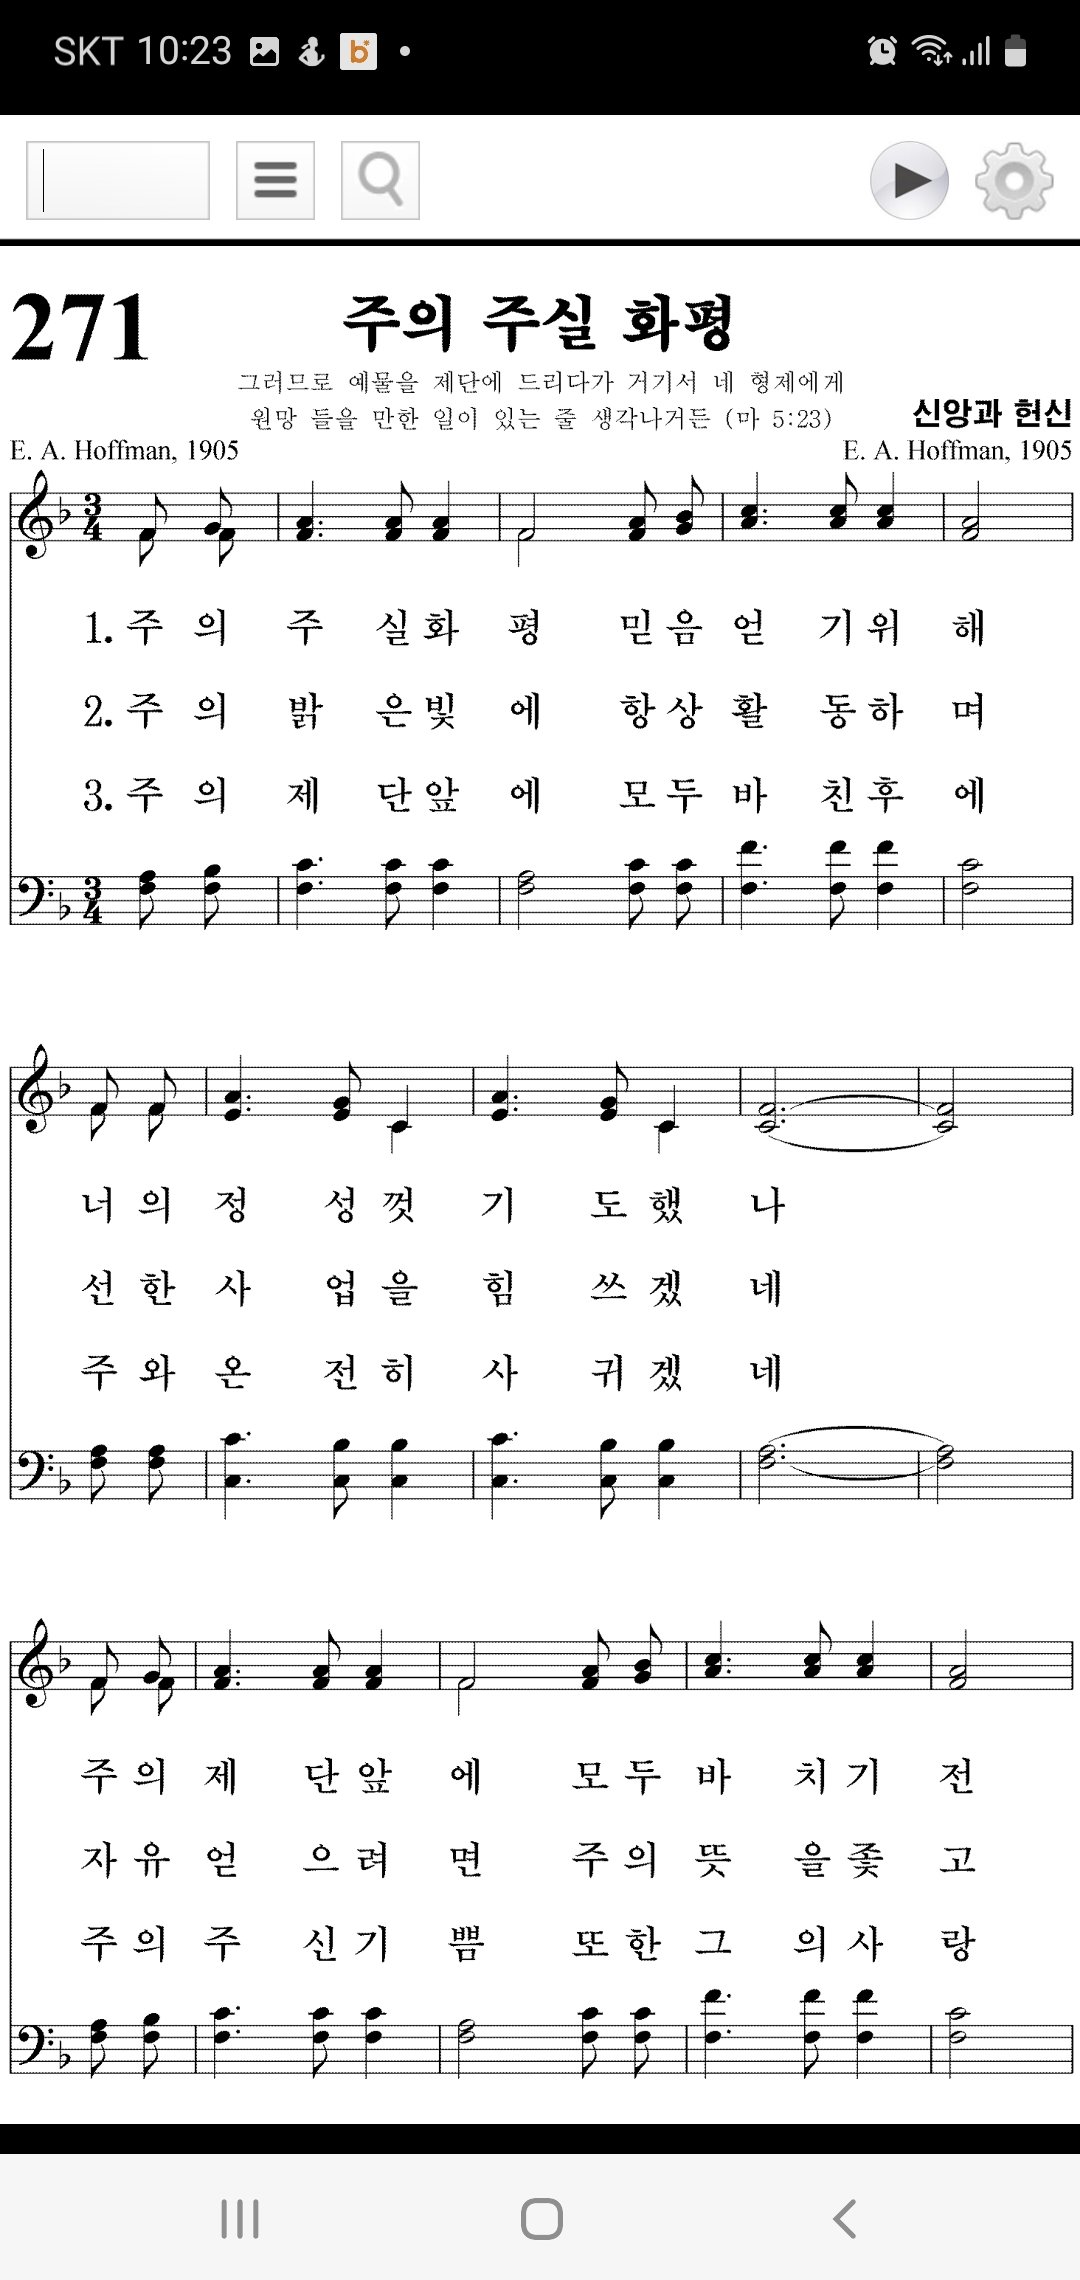 SKT 10:23
271 주의 주실 화평
그러므로 예물을 제단에 드리다가 거기서 네 형제에게
원망 들을 만한 일이 있는 줄 생각나거든 (마 5:23)
신앙과 헌신
E. A. Hoffman, 1905 E. A. Hoffman, 1905
1. 주 의 주 실 화 평 믿 음 얻 기 위 해
2. 주 의 밝 은 빛 에 항 상 활 동 하 며
3. 주 의 제 단 앞 에 모 두 바 친 후 에
너 의 정 성 껏 기 도 했 나
선 한 사 업 을 힘 쓰 겠 네
주 와 온 전 히 사 귀 겠 네
주 의 제 단 앞 에 모 두 바 치 기 전
자 유 얻 으 려 면 주 의 뜻 을 좇 고
주 의 주 신 기 쁨 또 한 그 의 사 랑